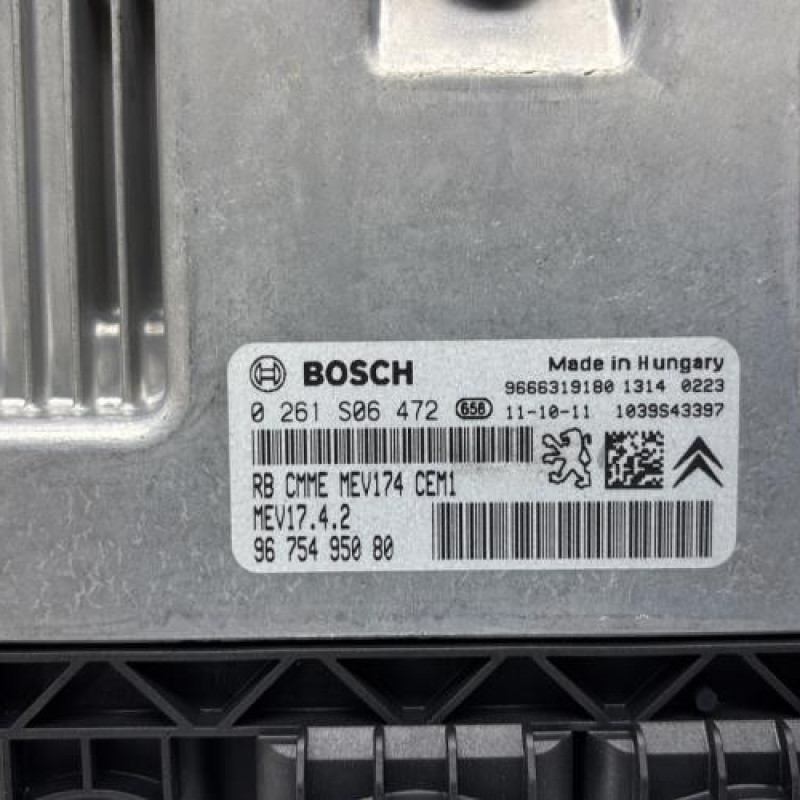 BOSCH
Made in Hungary
9666319180 1314 0223
0 261 S06 472 656 11-10-11 1039S43397
RB CMME MEV174 CEM1
MEV17.4.2
96 754 950 80